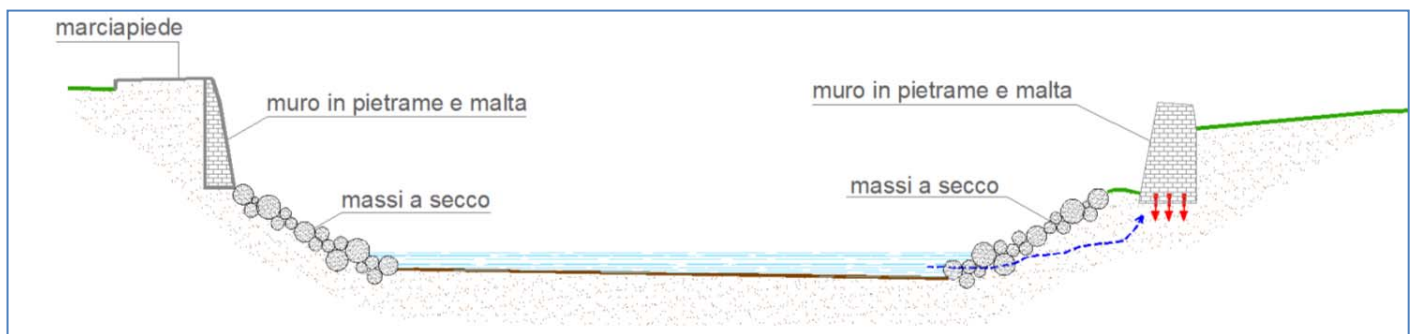 marciapiede
muro in pietrame e malta
muro in pietrame e malta
massi a secco
massi a secco